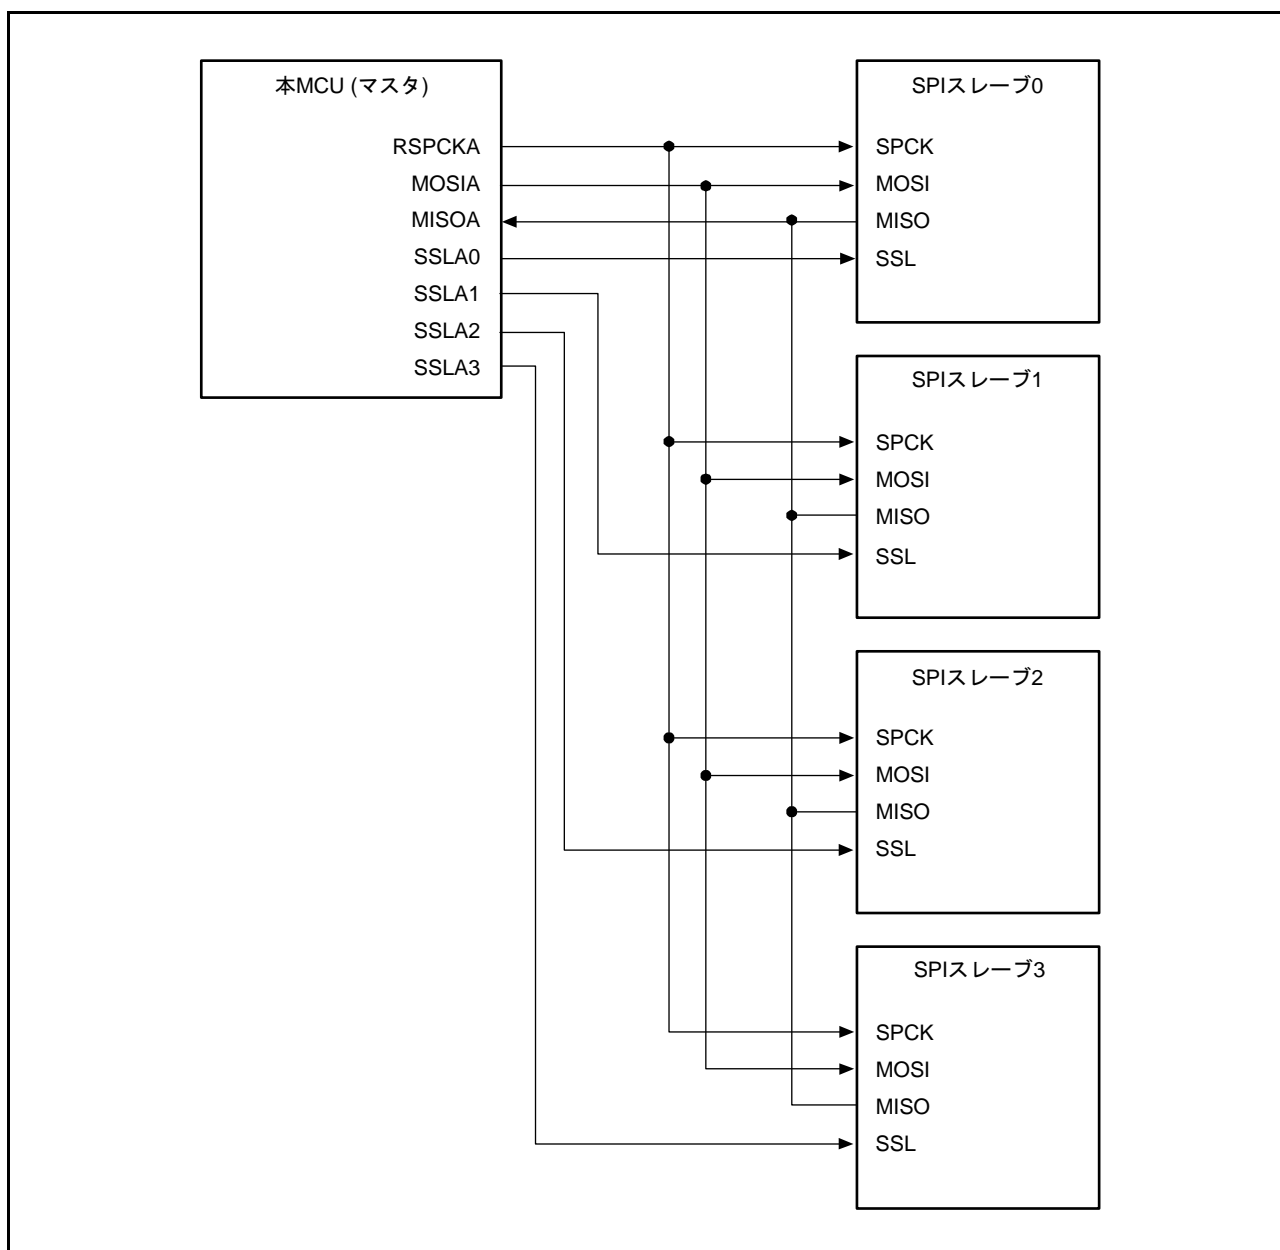 本MCU (マスタ)
RSPCKA
MOSIA
MISOA
SSLA0
SSLA1
SSLA2
SSLA3
SPIスレーブ0
SPCK
MOSI
MISO
SSL
SPIスレーブ1
SPCK
MOSI
MISO
SSL
SPIスレーブ2
SPCK
MOSI
MISO
SSL
SPIスレーブ3
SPCK
MOSI
MISO
SSL